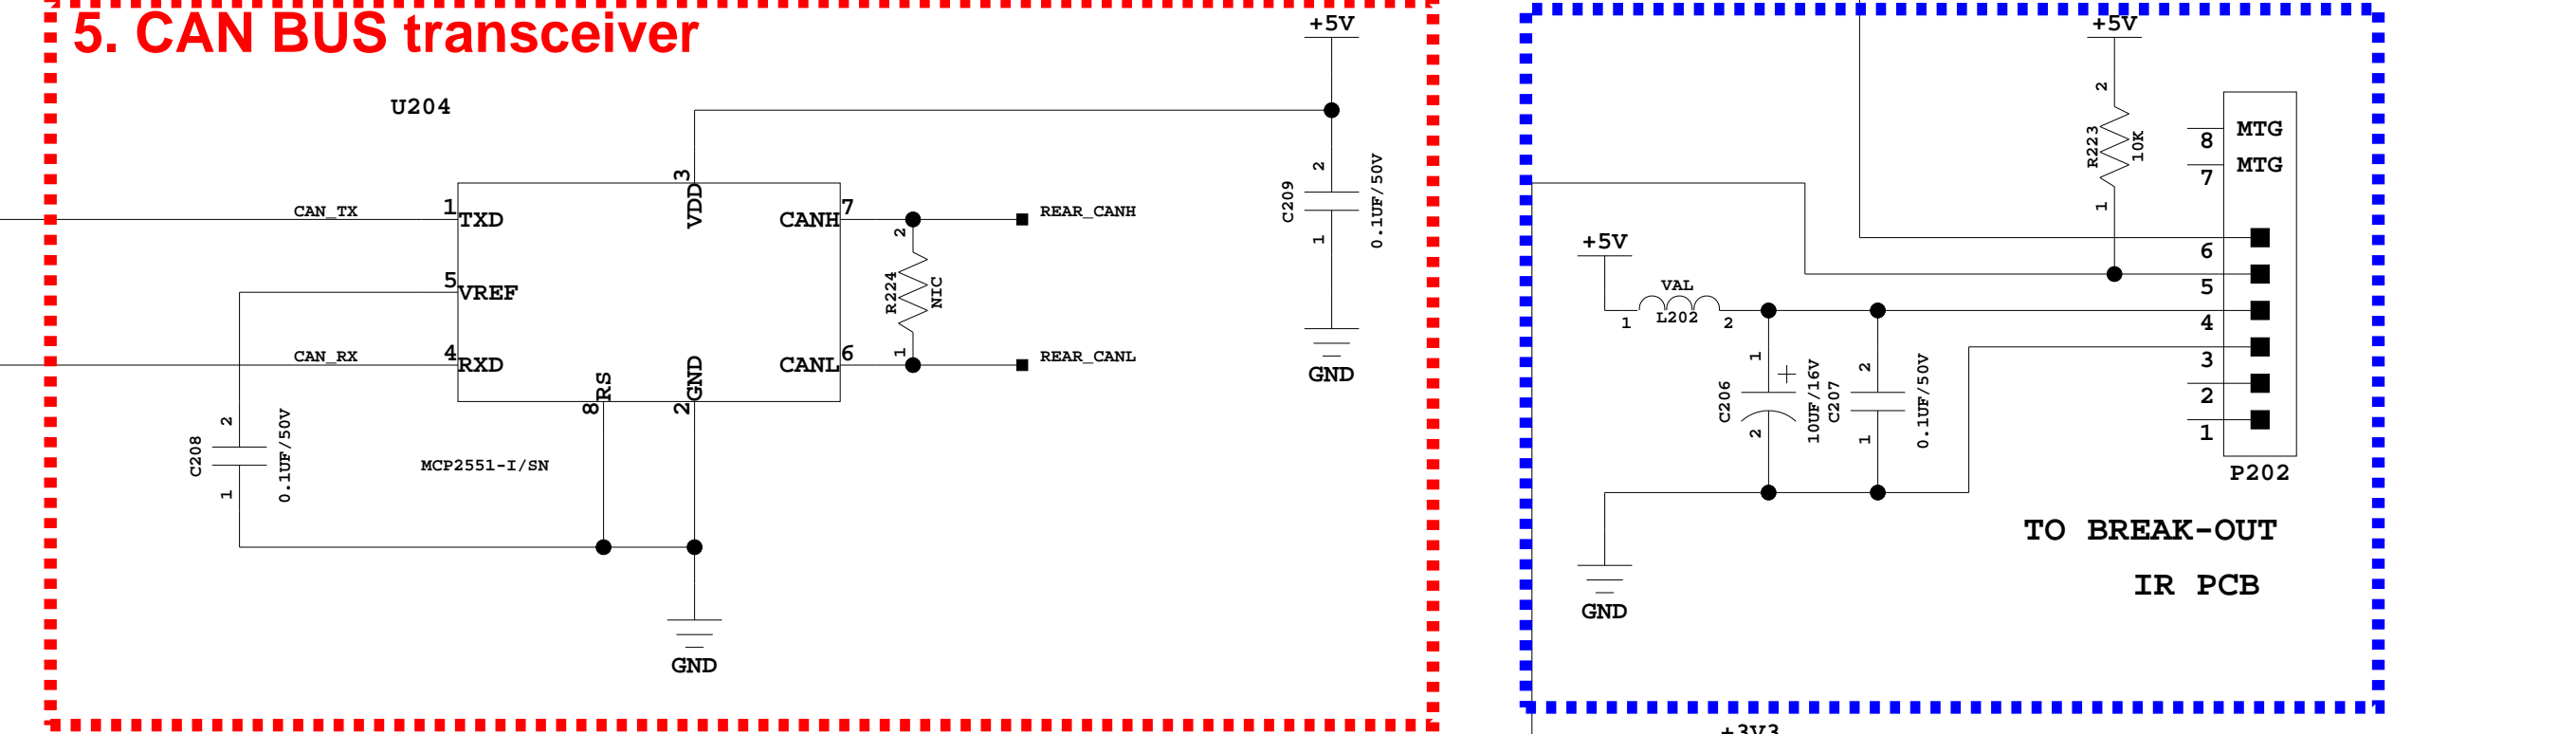 5. CAN BUS transceiver
+5V
U204
3
VDD
CAN_TX
1
TXD
CANH
7
REAR_CANH
2
R224
NIC
1
5
VREF
CAN_RX
4
RXD
CANL
6
REAR_CANL
8
RS
2
GND
2
C208
0.1UF/50V
1
MCP2551-I/SN
GND
2
C209
0.1UF/50V
1
GND
+5V
2
R223
10K
1
MTG
8
MTG
7
6
5
4
3
2
1
P202
+5V
VAL
1
L202
2
1
+
C206
10UF/16V
2
2
C207
0.1UF/50V
1
GND
TO BREAK-OUT
IR PCB
+3V3